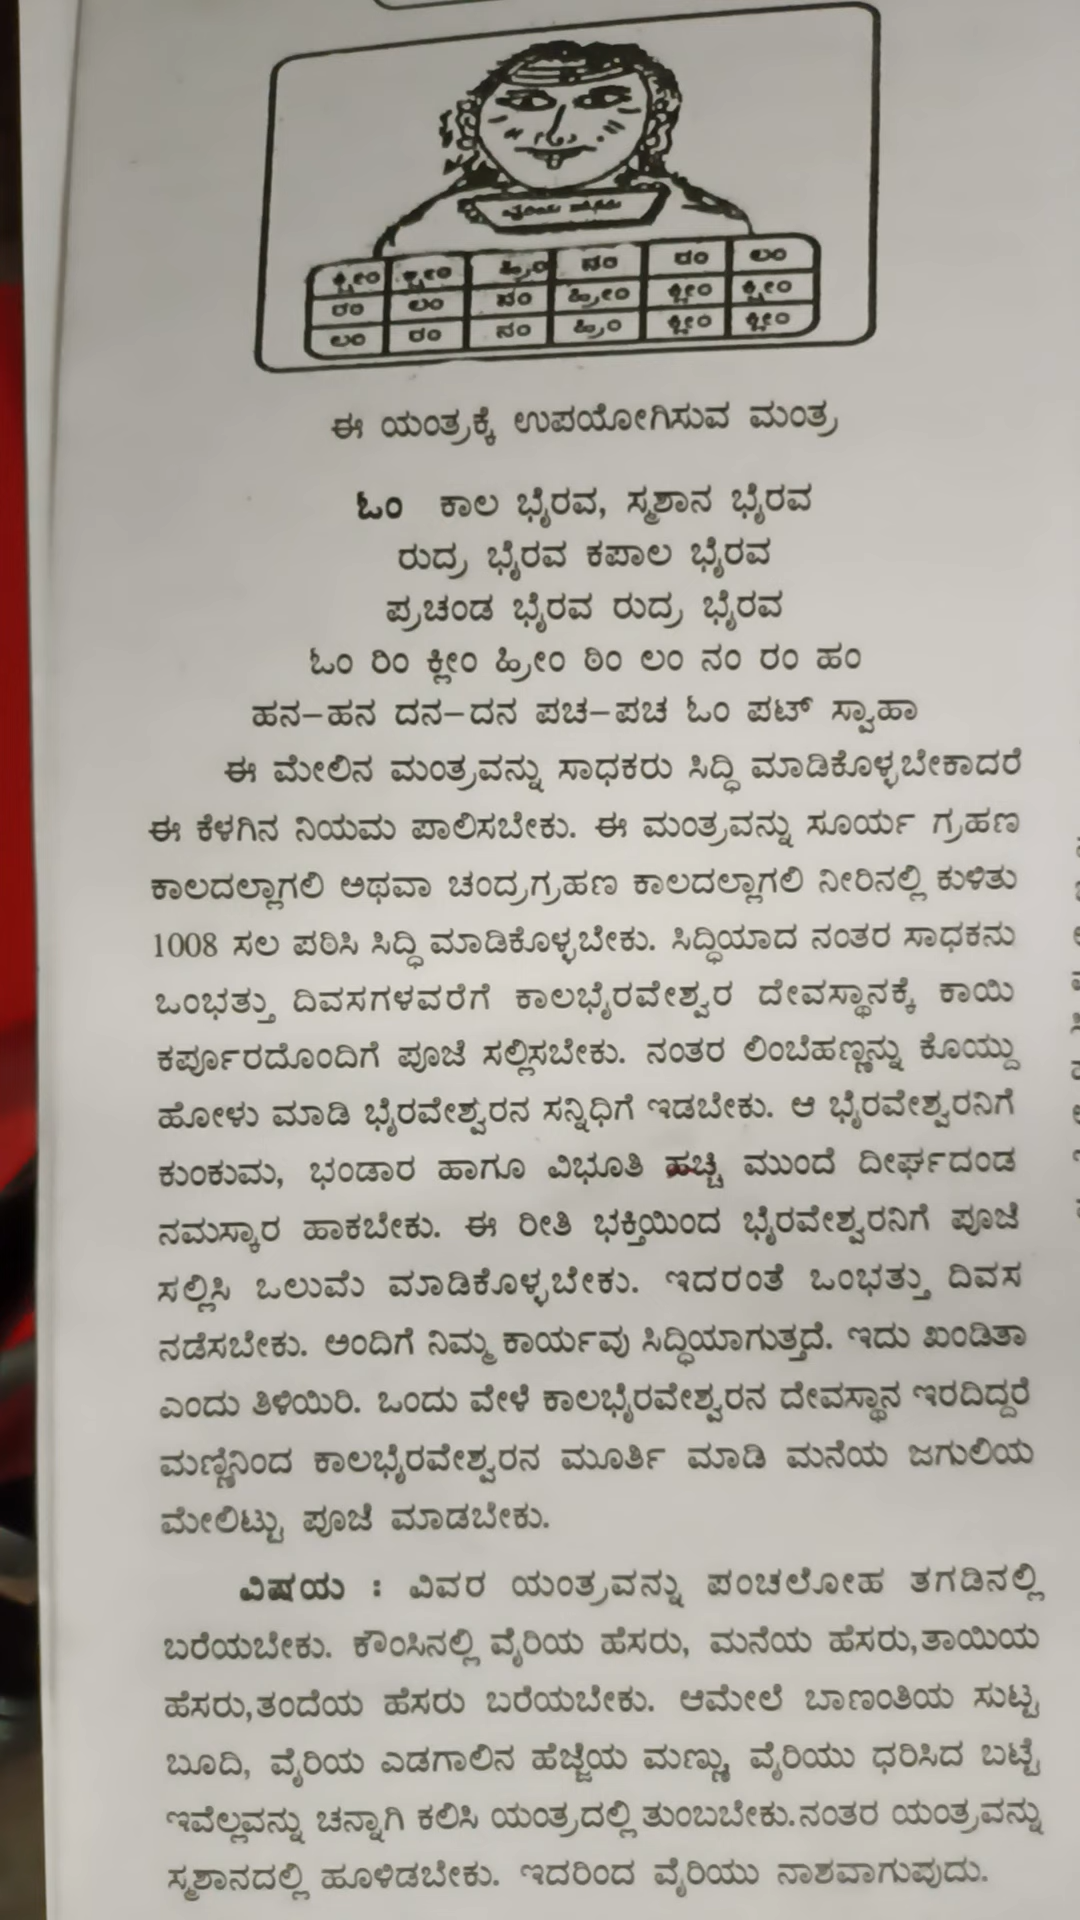 ಕ್ಲೀಂ ಕ್ಲೀಂ ಹ್ರಿಂ ನಂ ರಂ ಲಂ
ರಂ ಲಂ ನಂ ಹ್ರೀಂ ಕ್ಲೀಂ ಕ್ಲೀಂ
ಲಂ ರಂ ನಂ ಹ್ರಿಂ ಕ್ಲೀಂ ಕ್ಲೀಂ
ಈ ಯಂತ್ರಕ್ಕೆ ಉಪಯೋಗಿಸುವ ಮಂತ್ರ
ಓಂ ಕಾಲ ಭೈರವ, ಸ್ಮಶಾನ ಭೈರವ
ರುದ್ರ ಭೈರವ ಕಪಾಲ ಭೈರವ
ಪ್ರಚಂಡ ಭೈರವ ರುದ್ರ ಭೈರವ
ಓಂ ರಿಂ ಕ್ಲೀಂ ಹ್ರೀಂ ಠಿಂ ಲಂ ನಂ ರಂ ಹಂ
ಹನ-ಹನ ದನ-ದನ ಪಚ-ಪಚ ಓಂ ಪಟ್ ಸ್ವಾಹಾ
ಈ ಮೇಲಿನ ಮಂತ್ರವನ್ನು ಸಾಧಕರು ಸಿದ್ಧಿ ಮಾಡಿಕೊಳ್ಳಬೇಕಾದರೆ
ಈ ಕೆಳಗಿನ ನಿಯಮ ಪಾಲಿಸಬೇಕು. ಈ ಮಂತ್ರವನ್ನು ಸೂರ್ಯ ಗ್ರಹಣ
ಕಾಲದಲ್ಲಾಗಲಿ ಅಥವಾ ಚಂದ್ರಗ್ರಹಣ ಕಾಲದಲ್ಲಾಗಲಿ ನೀರಿನಲ್ಲಿ ಕುಳಿತು
1008 ಸಲ ಪಠಿಸಿ ಸಿದ್ಧಿ ಮಾಡಿಕೊಳ್ಳಬೇಕು. ಸಿದ್ಧಿಯಾದ ನಂತರ ಸಾಧಕನು
ಒಂಭತ್ತು ದಿವಸಗಳವರೆಗೆ ಕಾಲಭೈರವೇಶ್ವರ ದೇವಸ್ಥಾನಕ್ಕೆ ಕಾಯಿ
ಕರ್ಪೂರದೊಂದಿಗೆ ಪೂಜೆ ಸಲ್ಲಿಸಬೇಕು. ನಂತರ ಲಿಂಬೆಹಣ್ಣನ್ನು ಕೊಯ್ದು
ಹೋಳು ಮಾಡಿ ಭೈರವೇಶ್ವರನ ಸನ್ನಿಧಿಗೆ ಇಡಬೇಕು. ಆ ಭೈರವೇಶ್ವರನಿಗೆ
ಕುಂಕುಮ, ಭಂಡಾರ ಹಾಗೂ ವಿಭೂತಿ ಹಚ್ಚಿ ಮುಂದೆ ದೀರ್ಘದಂಡ
ನಮಸ್ಕಾರ ಹಾಕಬೇಕು. ಈ ರೀತಿ ಭಕ್ತಿಯಿಂದ ಭೈರವೇಶ್ವರನಿಗೆ ಪೂಜೆ
ಸಲ್ಲಿಸಿ ಒಲುಮೆ ಮಾಡಿಕೊಳ್ಳಬೇಕು. ಇದರಂತೆ ಒಂಭತ್ತು ದಿವಸ
ನಡೆಸಬೇಕು. ಅಂದಿಗೆ ನಿಮ್ಮ ಕಾರ್ಯವು ಸಿದ್ಧಿಯಾಗುತ್ತದೆ. ಇದು ಖಂಡಿತಾ
ಎಂದು ತಿಳಿಯಿರಿ. ಒಂದು ವೇಳೆ ಕಾಲಭೈರವೇಶ್ವರನ ದೇವಸ್ಥಾನ ಇರದಿದ್ದರೆ
ಮಣ್ಣಿನಿಂದ ಕಾಲಭೈರವೇಶ್ವರನ ಮೂರ್ತಿ ಮಾಡಿ ಮನೆಯ ಜಗುಲಿಯ
ಮೇಲಿಟ್ಟು ಪೂಜೆ ಮಾಡಬೇಕು.
ವಿಷಯ : ವಿವರ ಯಂತ್ರವನ್ನು ಪಂಚಲೋಹ ತಗಡಿನಲ್ಲಿ
ಬರೆಯಬೇಕು. ಕೌಂಸಿನಲ್ಲಿ ವೈರಿಯ ಹೆಸರು, ಮನೆಯ ಹೆಸರು,ತಾಯಿಯ
ಹೆಸರು,ತಂದೆಯ ಹೆಸರು ಬರೆಯಬೇಕು. ಆಮೇಲೆ ಬಾಣಂತಿಯ ಸುಟ್ಟ
ಬೂದಿ, ವೈರಿಯ ಎಡಗಾಲಿನ ಹೆಜ್ಜೆಯ ಮಣ್ಣು, ವೈರಿಯು ಧರಿಸಿದ ಬಟ್ಟೆ
ಇವೆಲ್ಲವನ್ನು ಚನ್ನಾಗಿ ಕಲಿಸಿ ಯಂತ್ರದಲ್ಲಿ ತುಂಬಬೇಕು.ನಂತರ ಯಂತ್ರವನ್ನು
ಸ್ಮಶಾನದಲ್ಲಿ ಹೂಳಿಡಬೇಕು. ಇದರಿಂದ ವೈರಿಯು ನಾಶವಾಗುವುದು.